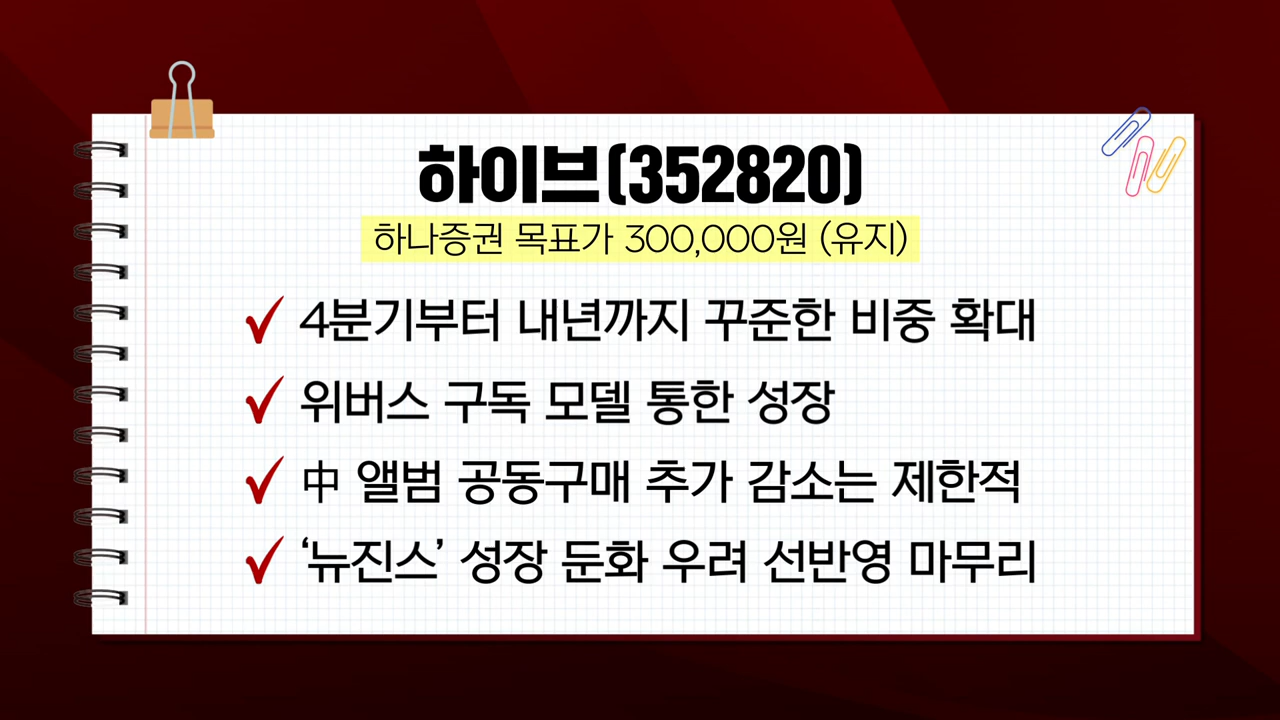 하이브(352820)
하나증권 목표가 300,000원 (유지)
4분기부터 내년까지 꾸준한 비중 확대
위버스 구독 모델 통한 성장
中 앨범 공동구매 추가 감소는 제한적
‘뉴진스’ 성장 둔화 우려 선반영 마무리